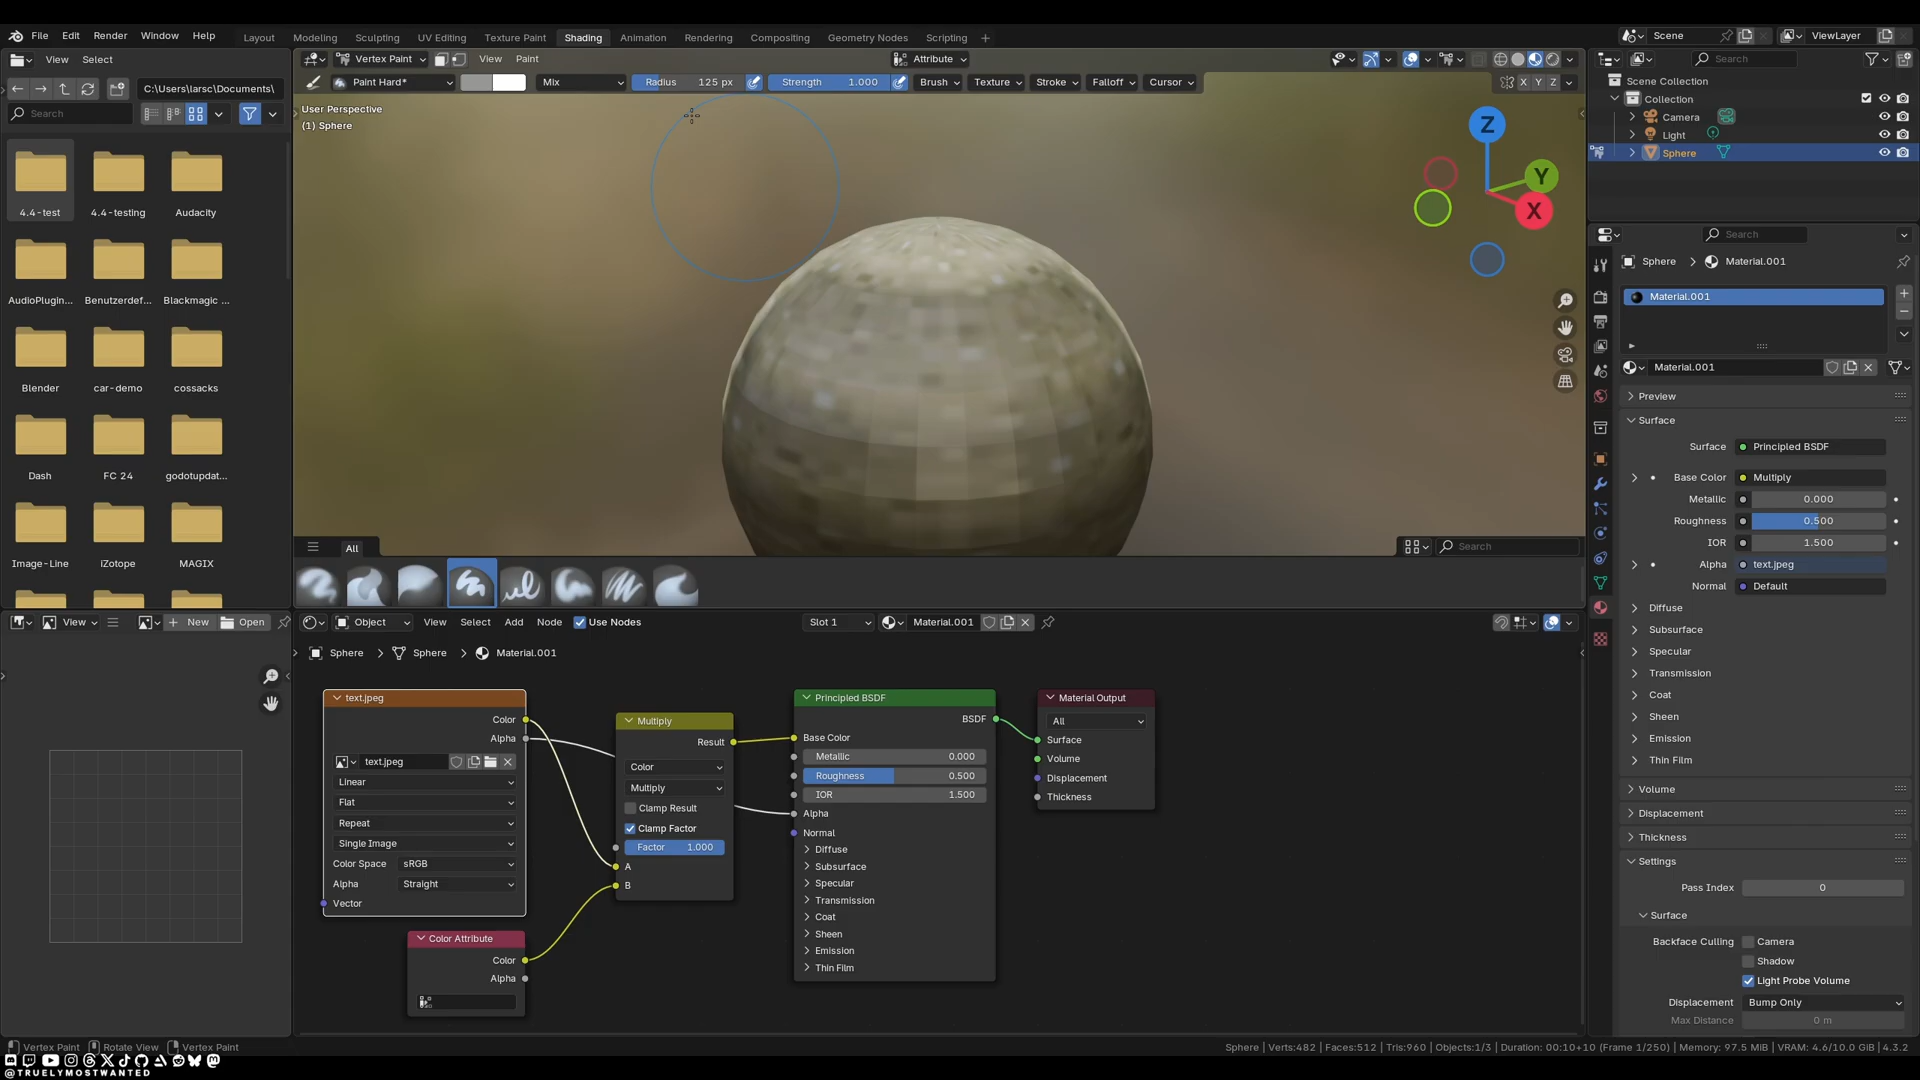 File Edit Render Window Help Layout Modeling Sculpting UV Editing Texture Paint Shading Animation Rendering Compositing Geometry Nodes Scripting + Scene ViewLayer
View Select Vertex Paint View Paint Attribute Search
C:\Users\larsc\Documents\ Paint Hard* Mix Radius 125 px Strength 1.000 Brush Texture Stroke Falloff Cursor X Y Z
Search
User Perspective
(1) Sphere
Scene Collection
Collection
Camera
Light
Sphere
Z
Y
X
4.4-test 4.4-testing Audacity
AudioPlugin... Benutzerdef... Blackmagic ...
Blender car-demo cossacks
Dash FC 24 godotupdat...
Image-Line iZotope MAGIX
All Search
Search
Sphere Material.001
Material.001
Material.001
Preview
Surface
Surface Principled BSDF
Base Color Multiply
Metallic 0.000
Roughness 0.500
IOR 1.500
Alpha text.jpeg
Normal Default
Diffuse
Subsurface
Specular
Transmission
Coat
Sheen
Emission
Thin Film
Volume
Displacement
Thickness
Settings
Pass Index 0
Surface
Backface Culling Camera
Shadow
Light Probe Volume
Displacement Bump Only
Max Distance 0 m
View New Open
Object View Select Add Node Use Nodes Slot 1 Material.001
Sphere Sphere Material.001
text.jpeg
Color
Alpha
text.jpeg
Linear
Flat
Repeat
Single Image
Color Space sRGB
Alpha Straight
Vector
Color Attribute
Color
Alpha
Multiply
Result
Color
Multiply
Clamp Result
Clamp Factor
Factor 1.000
A
B
Principled BSDF
BSDF
Base Color
Metallic 0.000
Roughness 0.500
IOR 1.500
Alpha
Normal
Diffuse
Subsurface
Specular
Transmission
Coat
Sheen
Emission
Thin Film
Material Output
All
Surface
Volume
Displacement
Thickness
Vertex Paint Rotate View Vertex Paint
Sphere | Verts:482 | Faces:512 | Tris:960 | Objects:1/3 | Duration: 00:10+10 (Frame 1/250) | Memory: 97.5 MiB | VRAM: 4.6/10.0 GiB | 4.3.2
@TRUELYMOSTWANTED